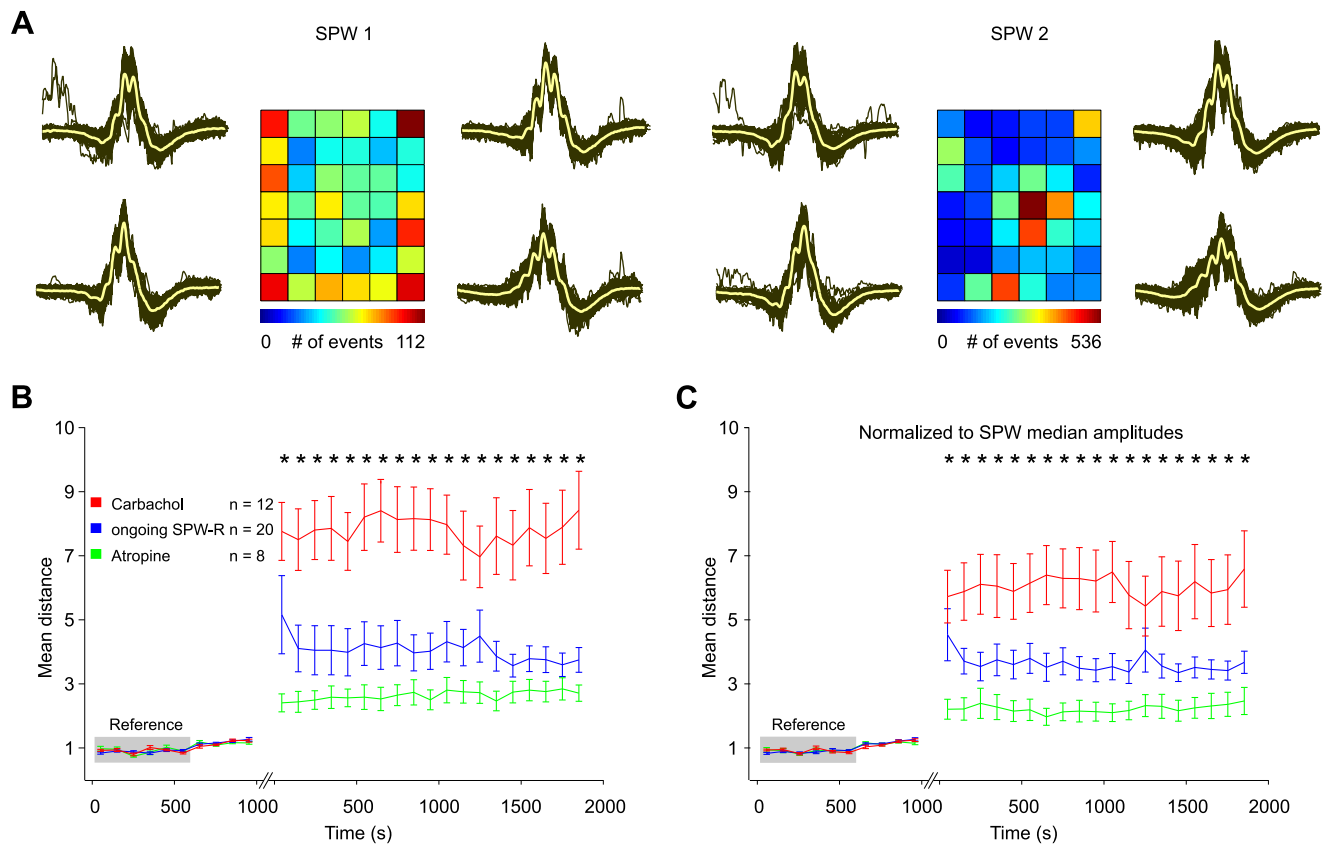 A
SPW 1
SPW 2
0 # of events 112
0 # of events 536
B
10
9
7
5
3
1
Mean distance
* * * * * * * * * * * * * * * * * * *
Carbachol n = 12
ongoing SPW-R n = 20
Atropine n = 8
Reference
0 500 1000 500 1000 1500 2000
Time (s)
C
10
9
7
5
3
1
Mean distance
Normalized to SPW median amplitudes
* * * * * * * * * * * * * * * * * * *
Reference
0 500 1000 500 1000 1500 2000
Time (s)